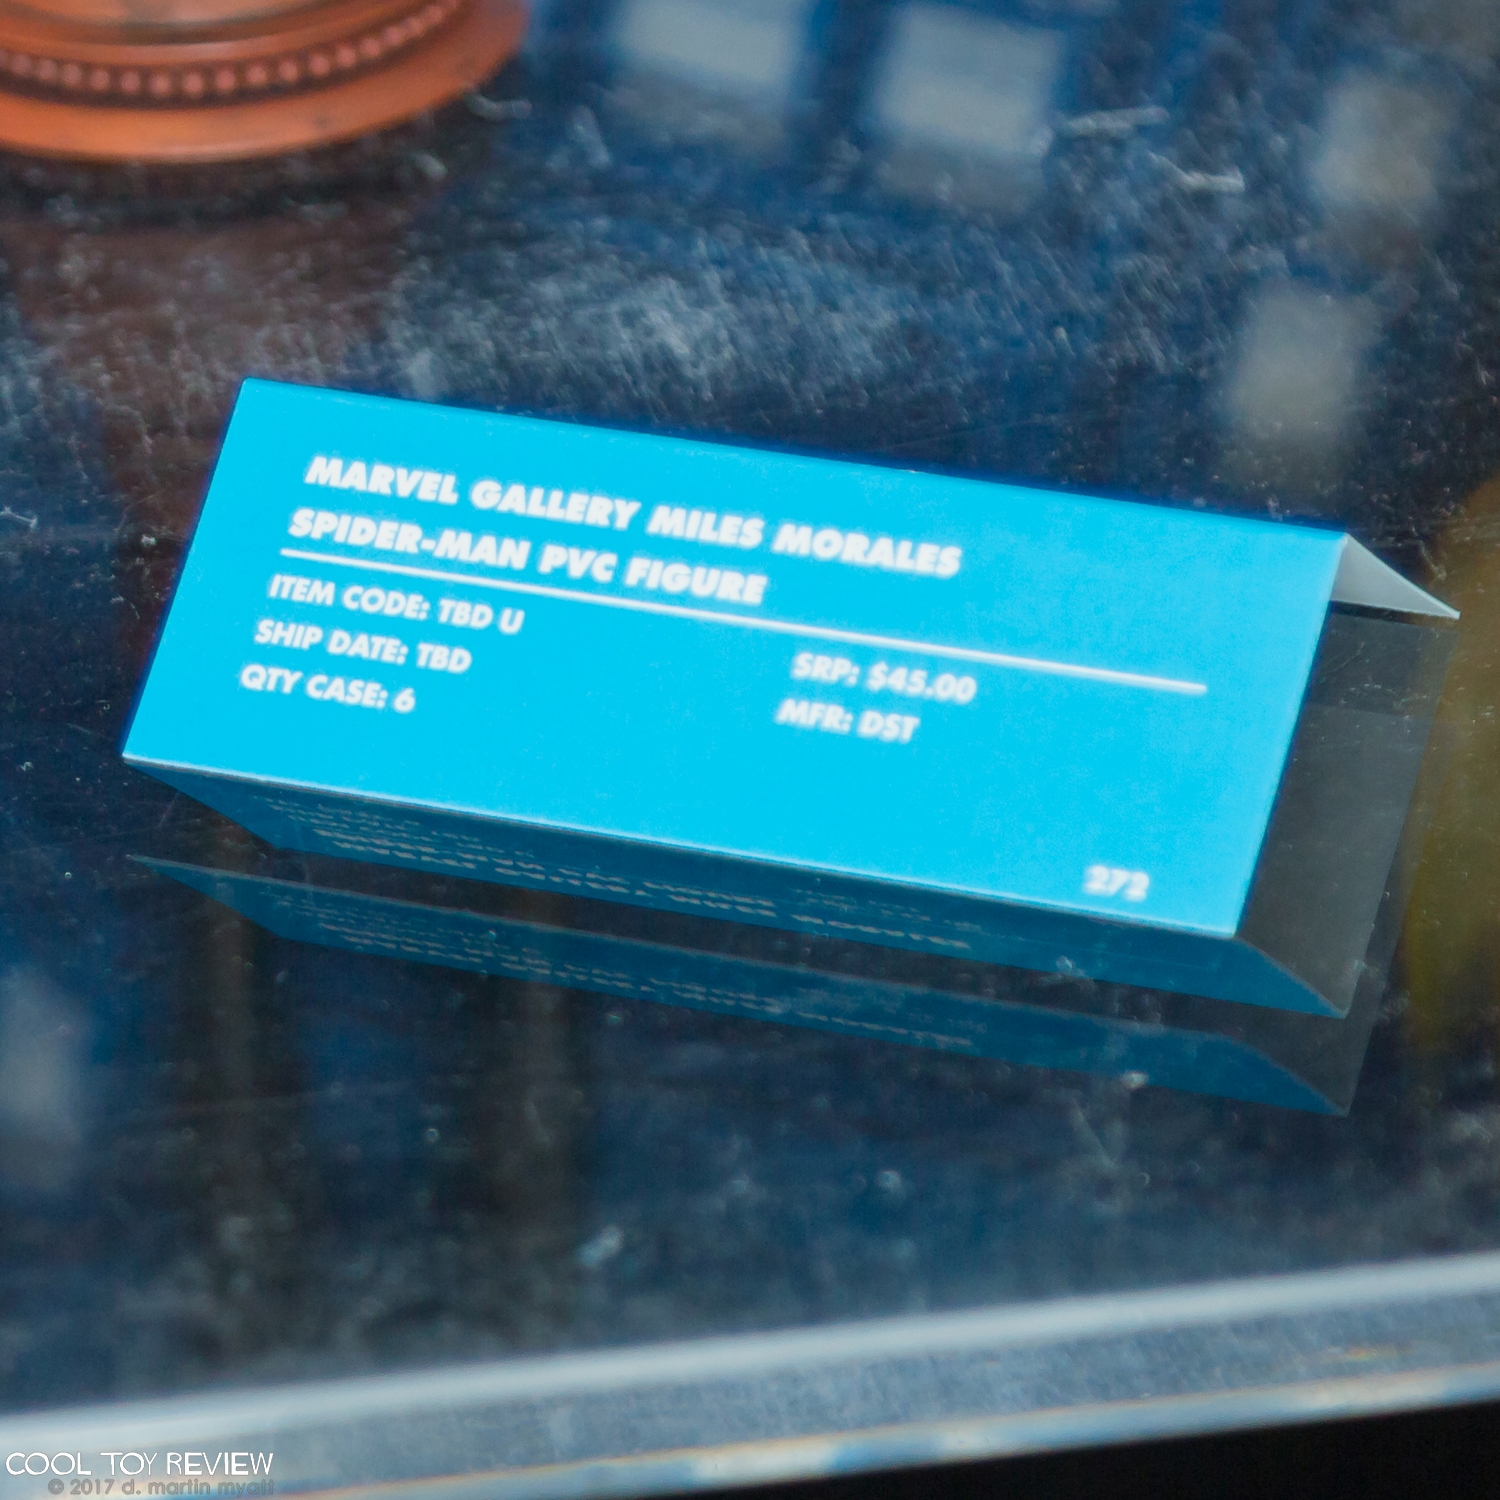 MARVEL GALLERY MILES MORALES
SPIDER-MAN PVC FIGURE
ITEM CODE: TBD U
SHIP DATE: TBD
QTY CASE: 6
SRP: $45.00
MFR: DST
272
COOL TOY REVIEW
© 2017 d. martin myatt